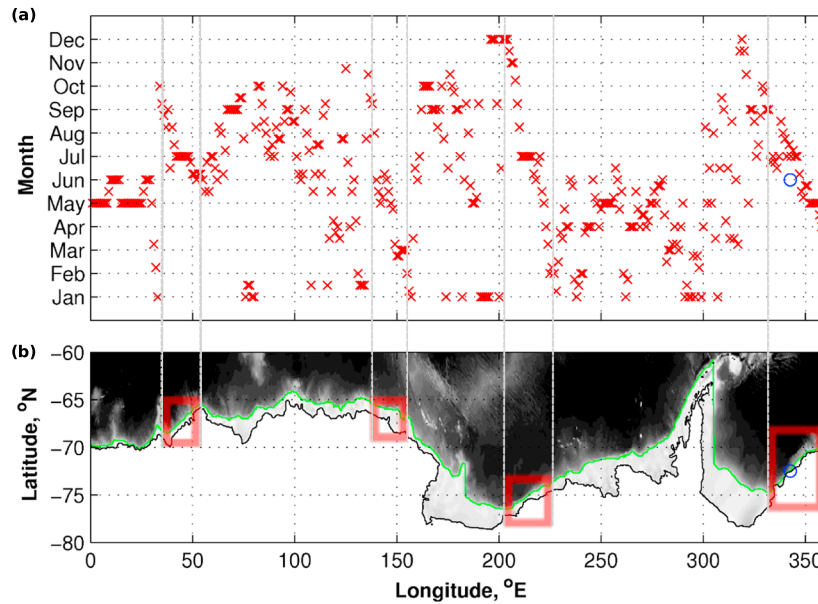 (a)
Dec
Nov
Oct
Sep
Aug
Jul
Jun
May
Apr
Mar
Feb
Jan
Month
(b)
−60
−65
−70
−75
−80
Latitude, °N
0 50 100 150 200 250 300 350
Longitude, °E